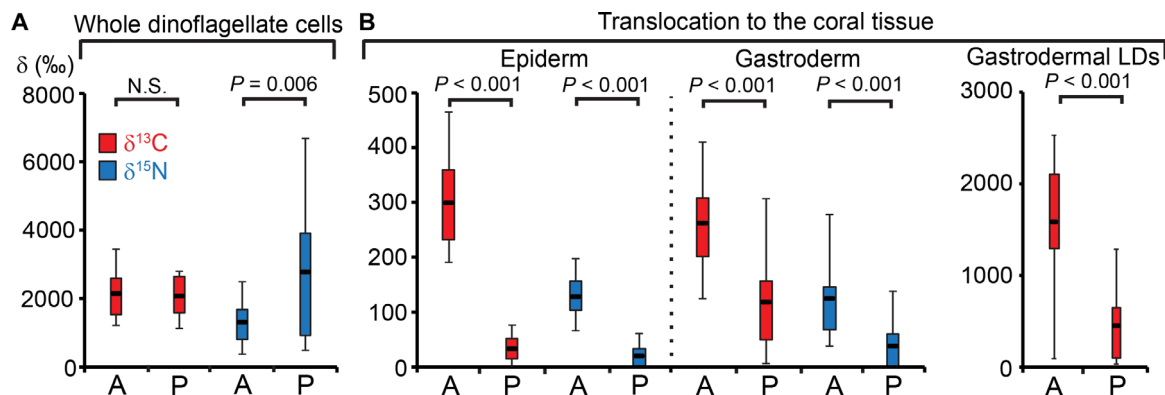 A Whole dinoflagellate cells B Translocation to the coral tissue
δ (‰) Epiderm Gastroderm Gastrodermal LDs
N.S. P = 0.006 P < 0.001 P < 0.001 P < 0.001 P < 0.001 P < 0.001
8000
6000
4000
2000
0
δ¹³C
δ¹⁵N
A P A P
500
400
300
200
100
0
A P A P A P A P
3000
2000
1000
0
A P